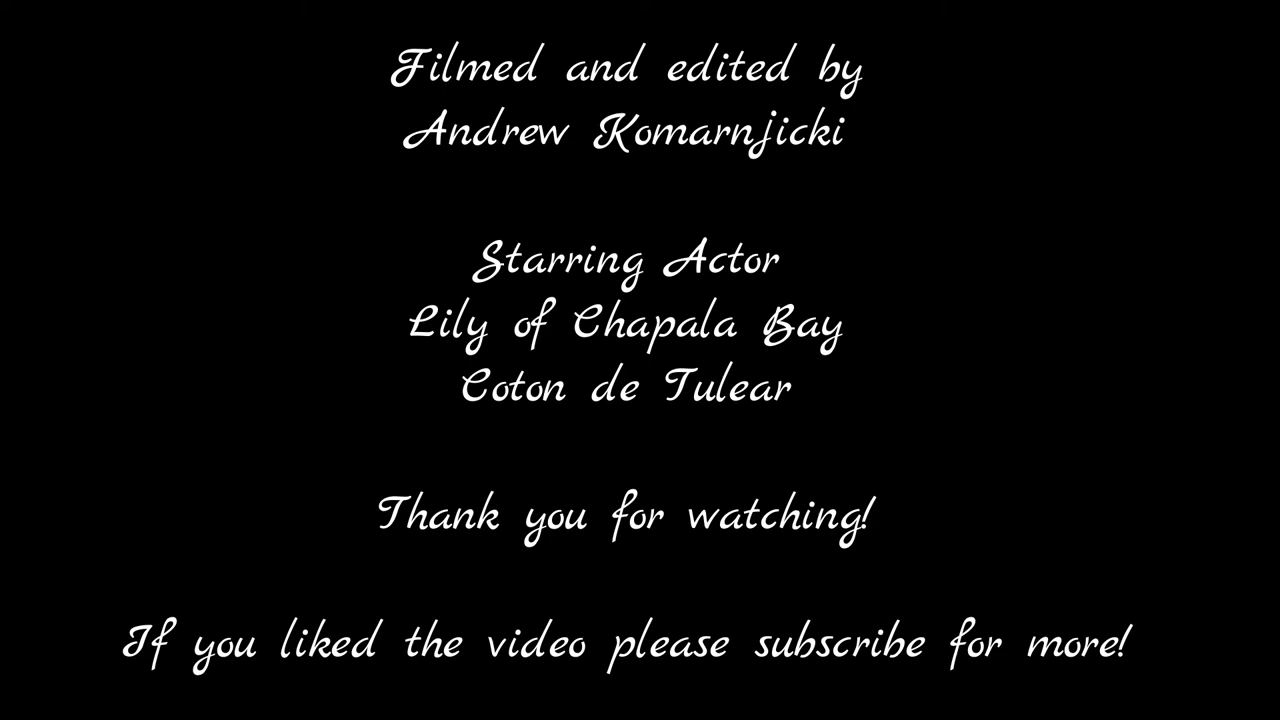 Filmed and edited by
Andrew Komarnjicki
Starring Actor
Lily of Chapala Bay
Coton de Tulear
Thank you for watching!
If you liked the video please subscribe for more!